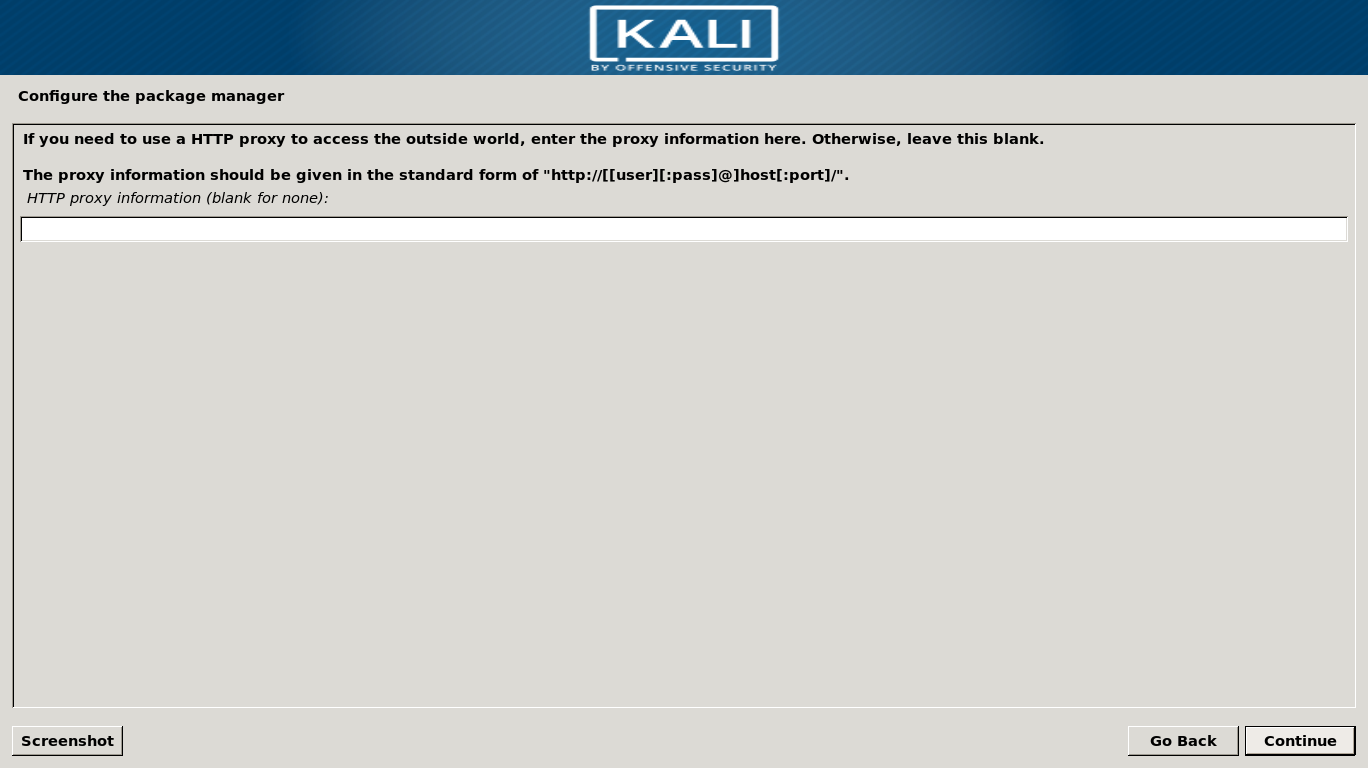 KALI
BY OFFENSIVE SECURITY
Configure the package manager
If you need to use a HTTP proxy to access the outside world, enter the proxy information here. Otherwise, leave this blank.
The proxy information should be given in the standard form of "http://[[user][:pass]@]host[:port]/".
HTTP proxy information (blank for none):
Screenshot
Go Back
Continue